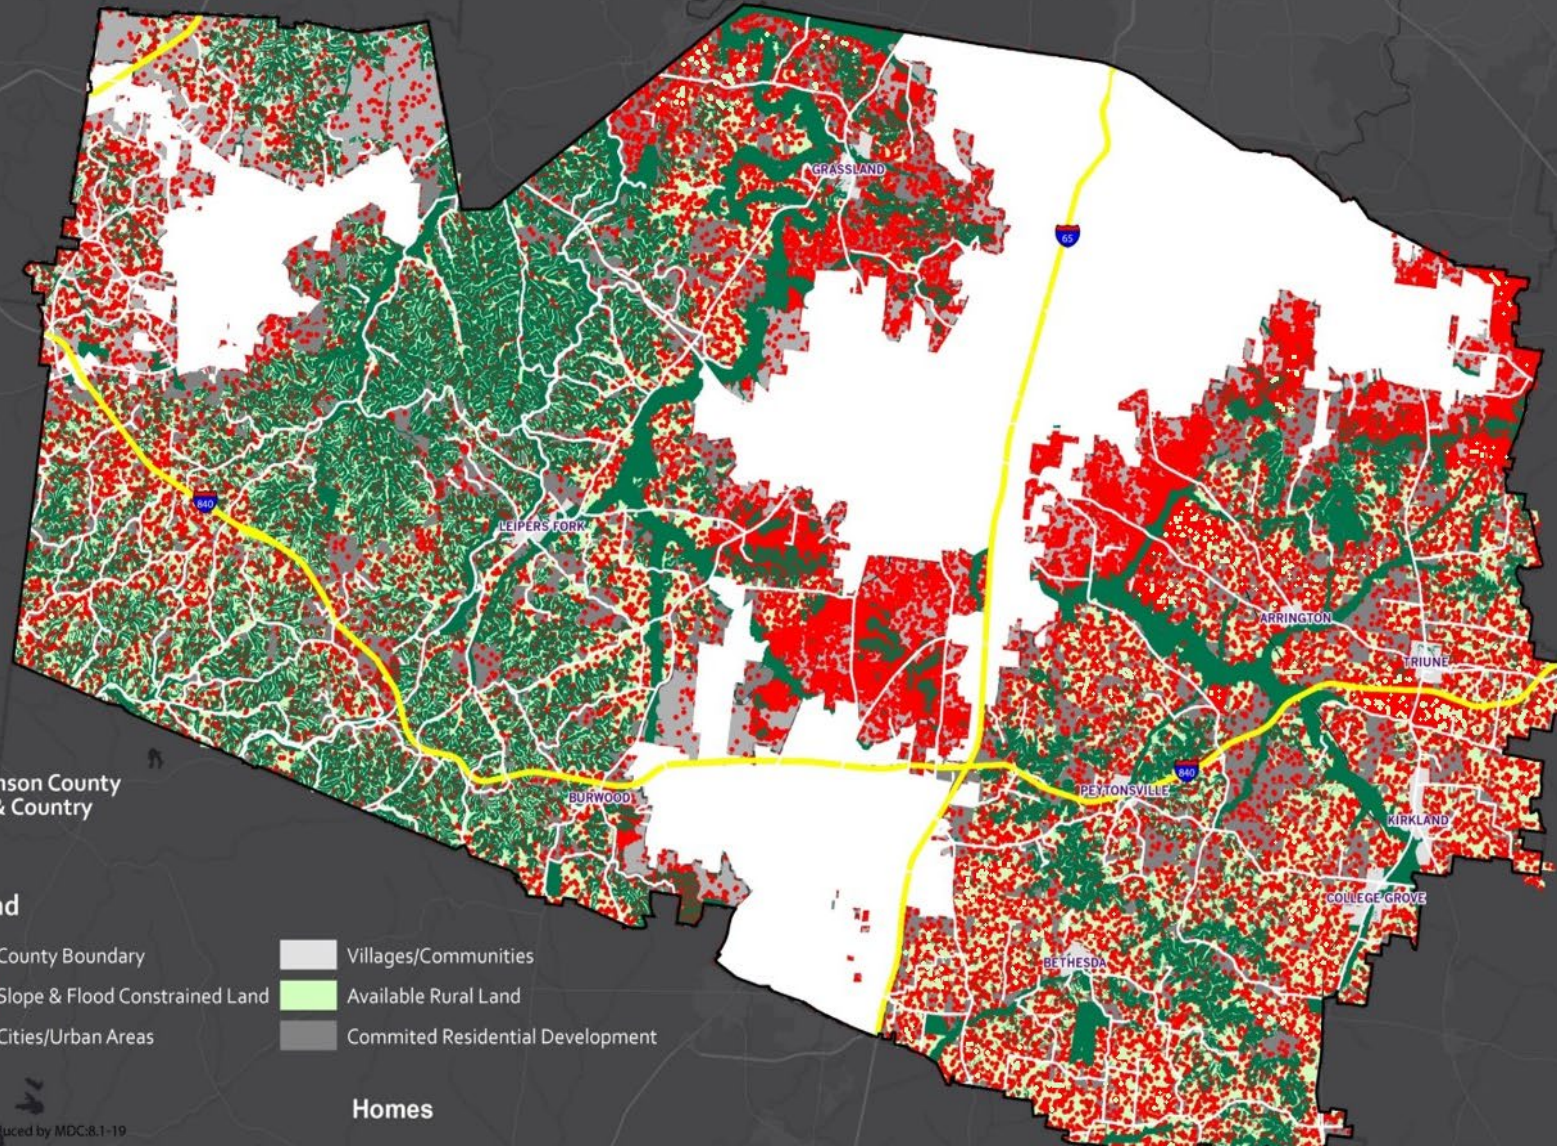 GRASSLAND
65
840
LEIPERS FORK
ARRINGTON
TRIUNE
840
BURWOOD
PEYTONSVILLE
KIRKLAND
COLLEGE GROVE
BETHESDA
nson County
& Country
nd
County Boundary
Villages/Communities
Slope & Flood Constrained Land
Available Rural Land
Cities/Urban Areas
Commited Residential Development
Homes
uced by MDC:8.1-19